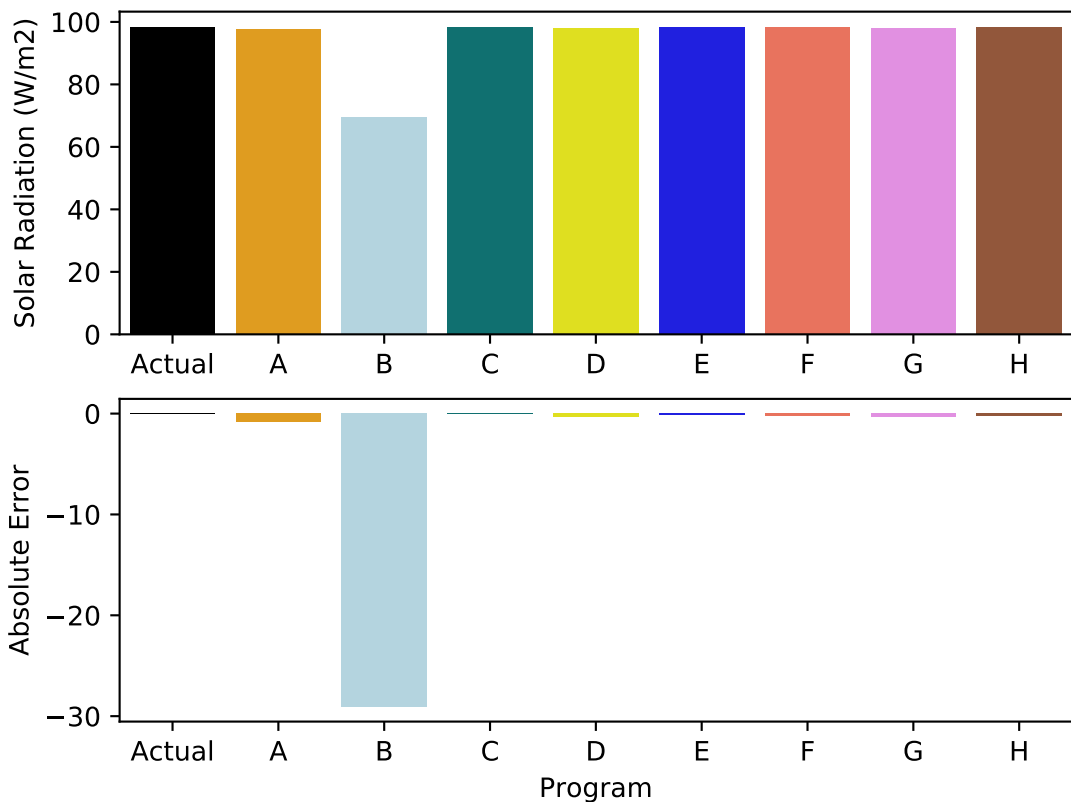 Solar Radiation (W/m2)
100
80
60
40
20
0
Actual A B C D E F G H
Absolute Error
0
−10
−20
−30
Actual A B C D E F G H
Program